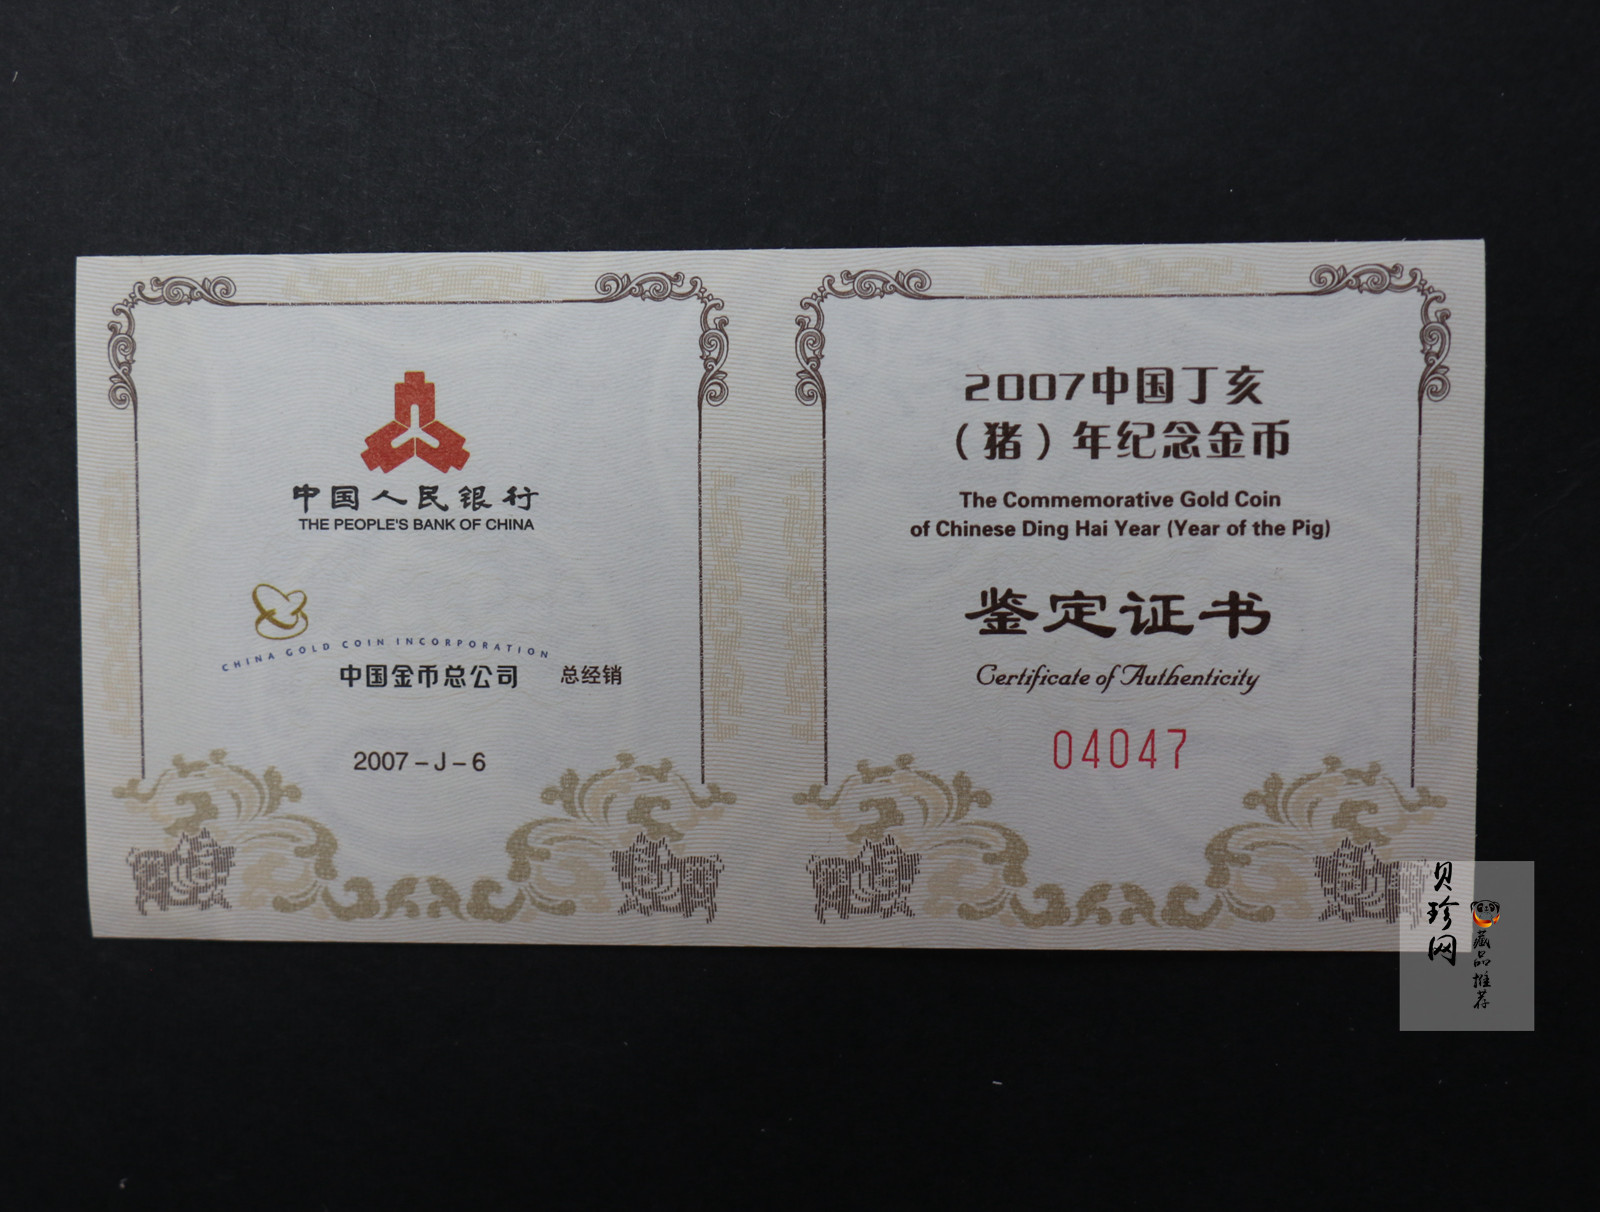 中国人民银行
THE PEOPLE'S BANK OF CHINA
CHINA GOLD COIN INCORPORATION
中国金币总公司 总经销
2007-J-6
2007中国丁亥
(猪)年纪念金币
The Commemorative Gold Coin
of Chinese Ding Hai Year (Year of the Pig)
鉴定证书
Certificate of Authenticity
04047
贝珍网
藏品推荐